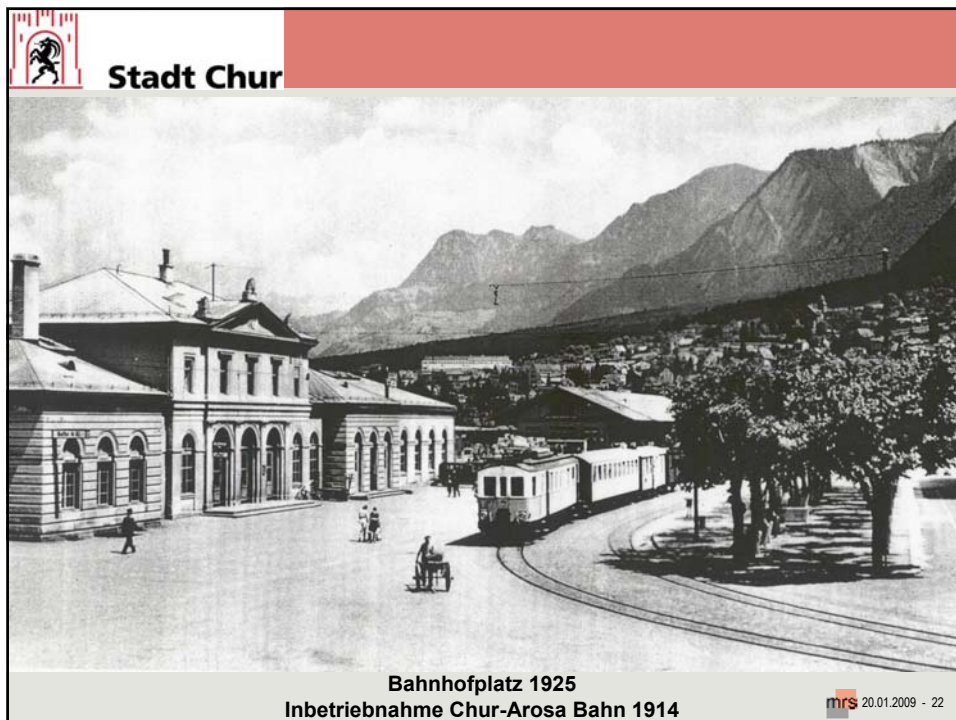 Stadt Chur
Bahnhofplatz 1925
Inbetriebnahme Chur-Arosa Bahn 1914
mrs 20.01.2009 - 22